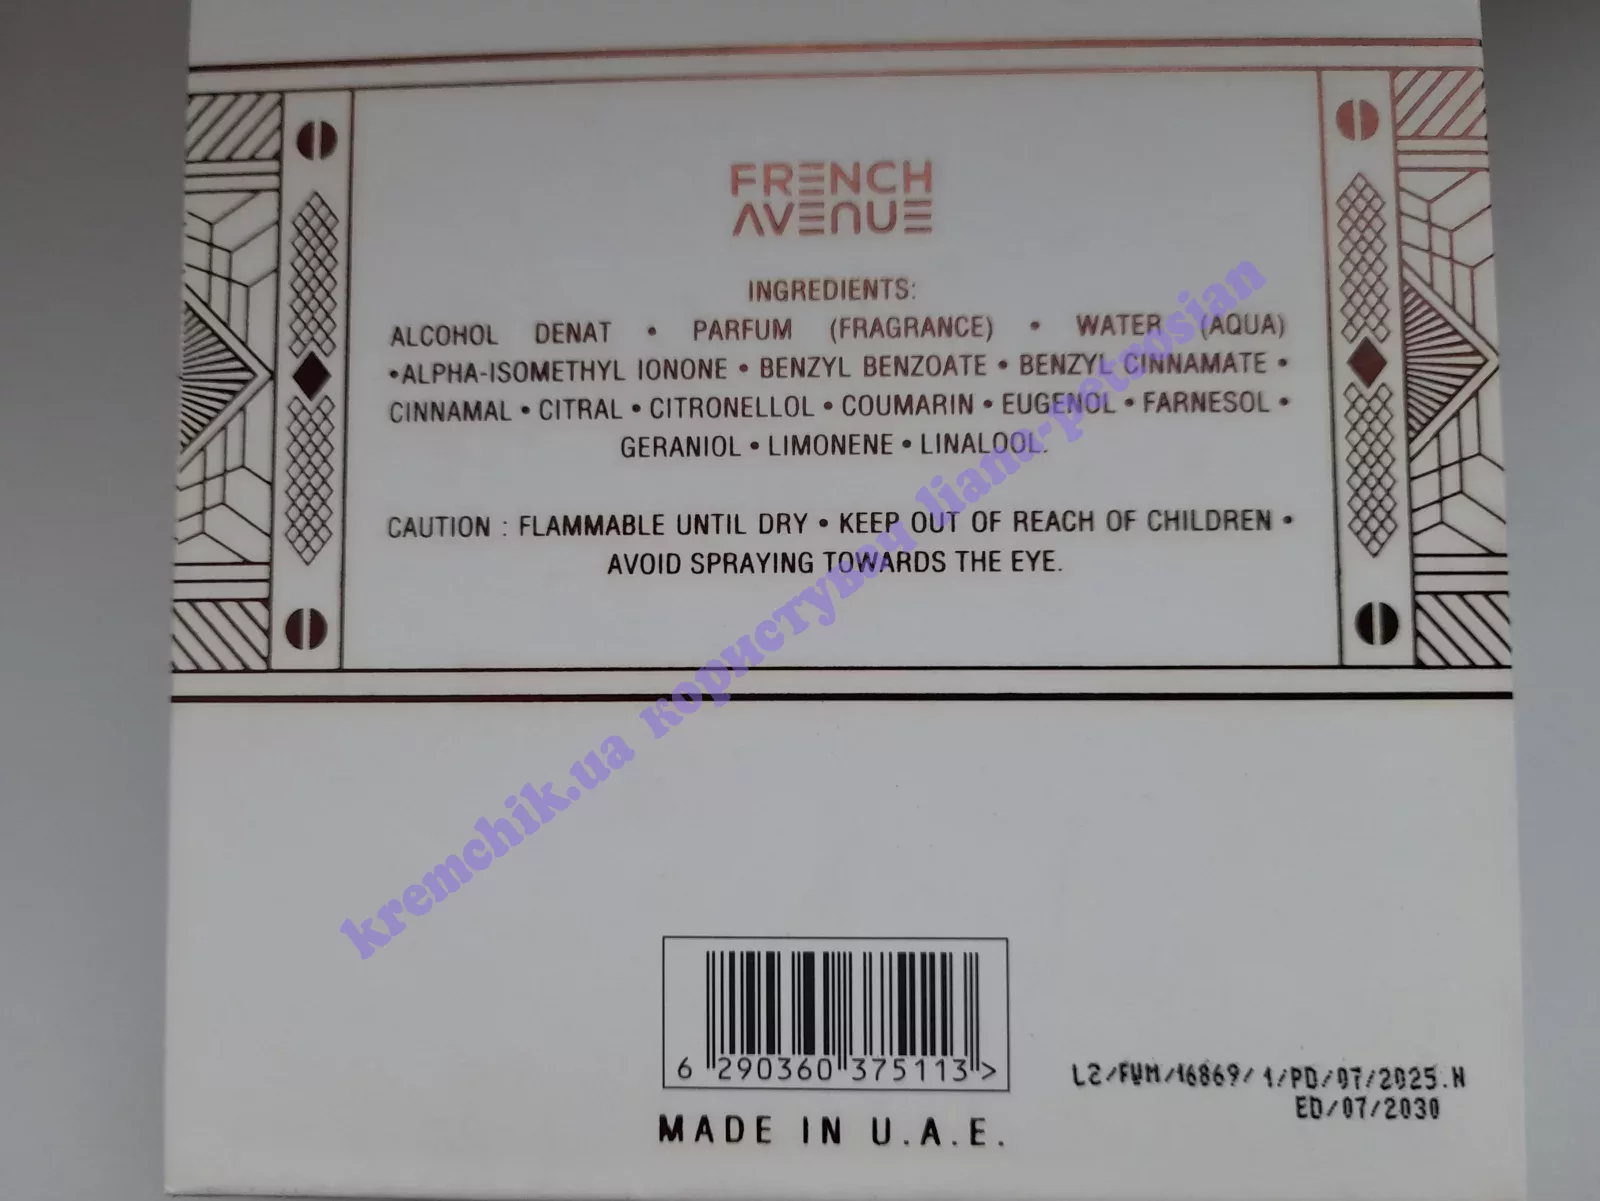 FRENCH
AVENUE
INGREDIENTS:
ALCOHOL DENAT • PARFUM (FRAGRANCE) • WATER (AQUA)
•ALPHA-ISOMETHYL IONONE • BENZYL BENZOATE • BENZYL CINNAMATE •
CINNAMAL • CITRAL • CITRONELLOL • COUMARIN • EUGENOL • FARNESOL •
GERANIOL • LIMONENE • LINALOOL.
CAUTION : FLAMMABLE UNTIL DRY • KEEP OUT OF REACH OF CHILDREN •
AVOID SPRAYING TOWARDS THE EYE.
kremchik.ua користувач liana-petrosian
6 290360 375113 >
MADE IN U.A.E.
L2/FWM/16869/1/PD/07/2025.N
ED/07/2030